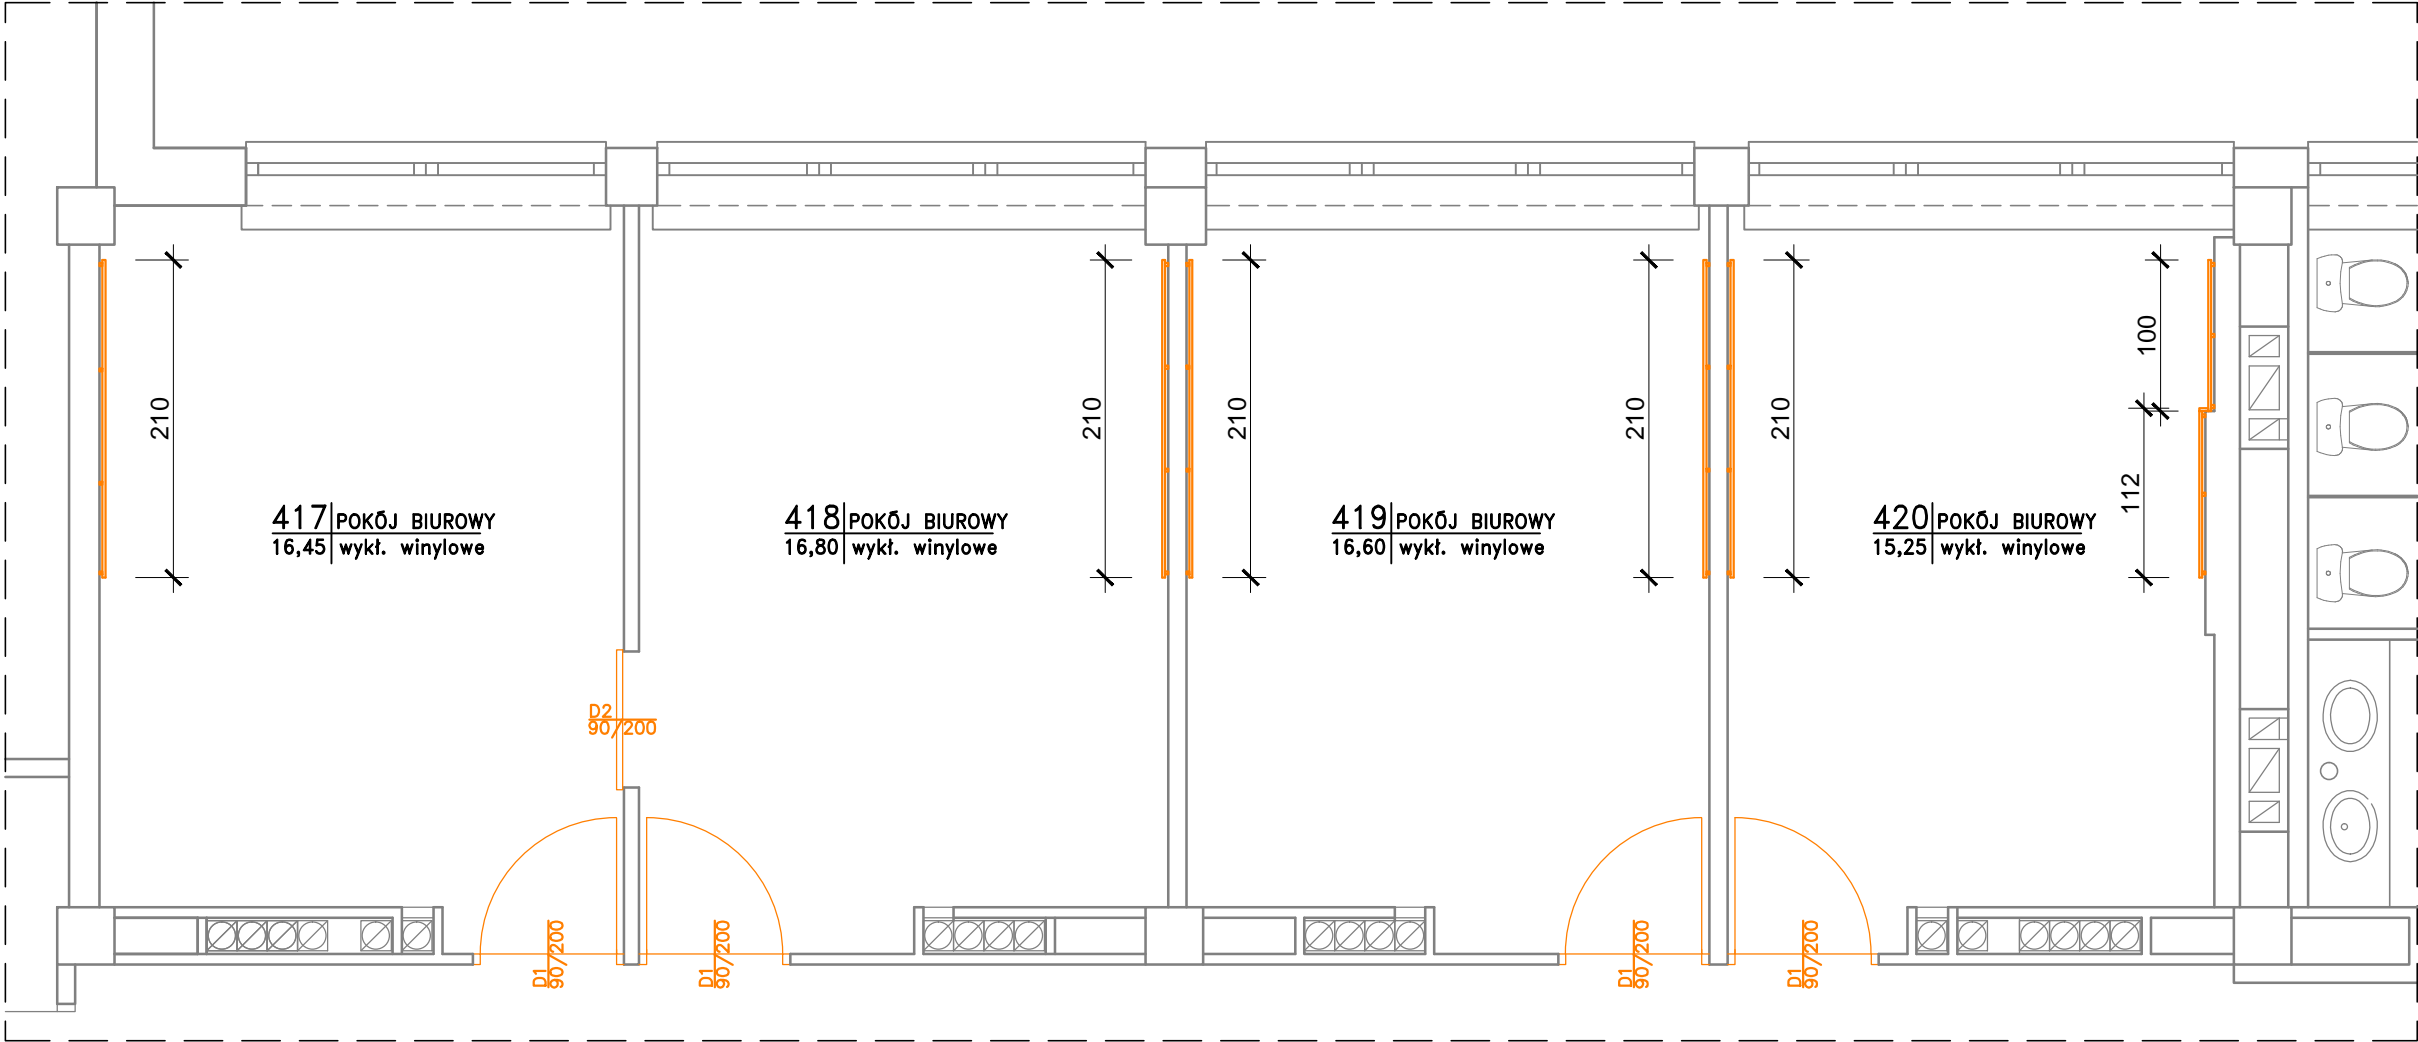 100
210
210
210
210
210
112
417 POKÓJ BIUROWY
16,45 wykł. winylowe
418 POKÓJ BIUROWY
16,80 wykł. winylowe
419 POKÓJ BIUROWY
16,60 wykł. winylowe
420 POKÓJ BIUROWY
15,25 wykł. winylowe
D2
90/200
D1
90/200
D1
90/200
D1
90/200
D1
90/200